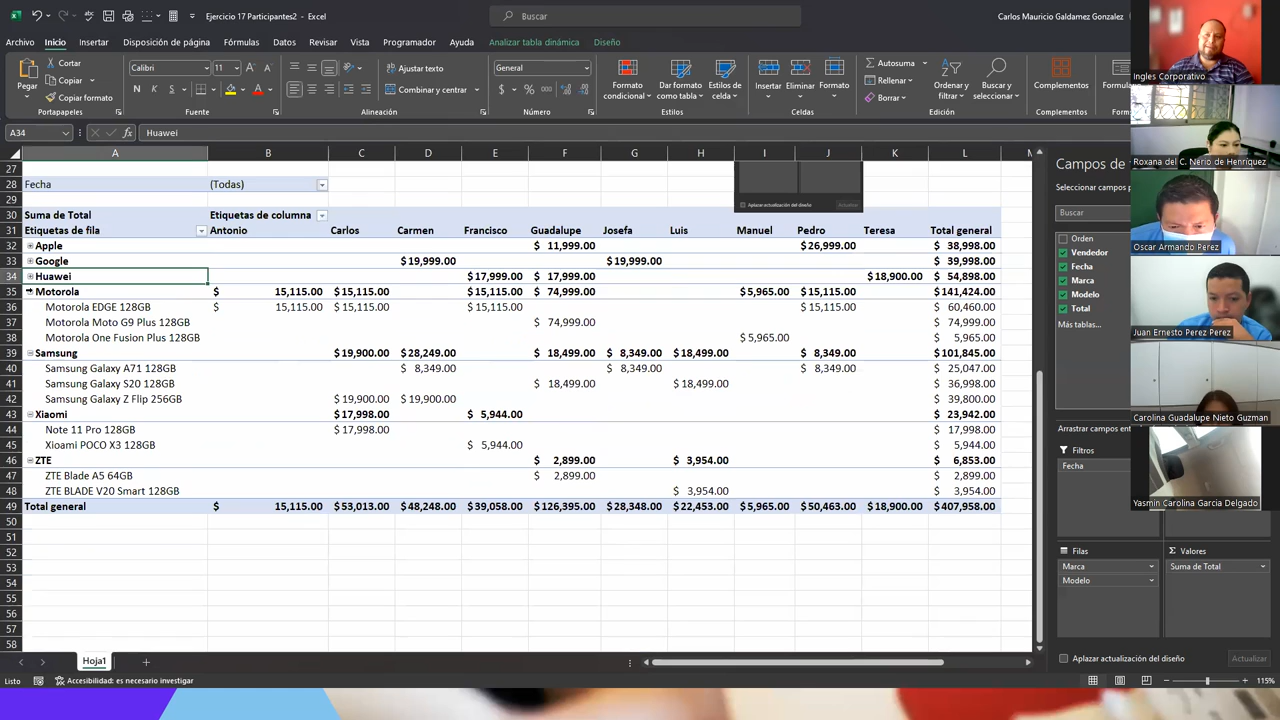 Ejercicio 17 Participantes2 - Excel
Buscar
Carlos Mauricio Galdamez Gonzalez
Archivo Inicio Insertar Disposición de página Fórmulas Datos Revisar Vista Programador Ayuda Analizar tabla dinámica Diseño
Pegar
Cortar
Copiar
Copiar formato
Portapapeles
Calibri 11
N K S
Fuente
Ajustar texto
Combinar y centrar
Alineación
General
$ % 000
Número
Formato condicional
Dar formato como tabla
Estilos de celda
Estilos
Insertar Eliminar Formato
Celdas
Autosuma
Rellenar
Borrar
Ordenar y filtrar
Buscar y seleccionar
Edición
Complementos
Complementos
A34 fx Huawei
A B C D E F G H I J K L M
27
28 Fecha (Todas)
29
30 Suma de Total Etiquetas de columna
31 Etiquetas de fila Antonio Carlos Carmen Francisco Guadalupe Josefa Luis Manuel Pedro Teresa Total general
32 Apple $ 11,999.00 $ 26,999.00 $ 38,998.00
33 Google $ 19,999.00 $ 19,999.00 $ 39,998.00
34 Huawei $ 17,999.00 $ 17,999.00 $ 18,900.00 $ 54,898.00
35 Motorola $ 15,115.00 $ 15,115.00 $ 15,115.00 $ 74,999.00 $ 5,965.00 $ 15,115.00 $ 141,424.00
36 Motorola EDGE 128GB $ 15,115.00 $ 15,115.00 $ 15,115.00 $ 15,115.00 $ 60,460.00
37 Motorola Moto G9 Plus 128GB $ 74,999.00 $ 74,999.00
38 Motorola One Fusion Plus 128GB $ 5,965.00 $ 5,965.00
39 Samsung $ 19,900.00 $ 28,249.00 $ 18,499.00 $ 8,349.00 $ 18,499.00 $ 8,349.00 $ 101,845.00
40 Samsung Galaxy A71 128GB $ 8,349.00 $ 8,349.00 $ 8,349.00 $ 25,047.00
41 Samsung Galaxy S20 128GB $ 18,499.00 $ 18,499.00 $ 36,998.00
42 Samsung Galaxy Z Flip 256GB $ 19,900.00 $ 19,900.00 $ 39,800.00
43 Xiaomi $ 17,998.00 $ 5,944.00 $ 23,942.00
44 Note 11 Pro 128GB $ 17,998.00 $ 17,998.00
45 Xioami POCO X3 128GB $ 5,944.00 $ 5,944.00
46 ZTE $ 2,899.00 $ 3,954.00 $ 6,853.00
47 ZTE Blade A5 64GB $ 2,899.00 $ 2,899.00
48 ZTE BLADE V20 Smart 128GB $ 3,954.00 $ 3,954.00
49 Total general $ 15,115.00 $ 53,013.00 $ 48,248.00 $ 39,058.00 $ 126,395.00 $ 28,348.00 $ 22,453.00 $ 5,965.00 $ 50,463.00 $ 18,900.00 $ 407,958.00
50
51
52
53
54
55
56
57
58
Aplazar actualización del diseño Actualizar
Campos de
Seleccionar campos
Buscar
Orden
Vendedor
Fecha
Marca
Modelo
Total
Más tablas...
Arrastrar campos
Filtros
Fecha
Filas
Marca
Modelo
Σ Valores
Suma de Total
Aplazar actualización del diseño Actualizar
Hoja1
Listo Accesibilidad: es necesario investigar 115%
Ingles Corporativo
Roxana del C. Nerio de Henríquez
Oscar Armando Perez
Juan Ernesto Perez Perez
Carolina Guadalupe Nieto Guzman
Yasmin Carolina Garcia Delgado